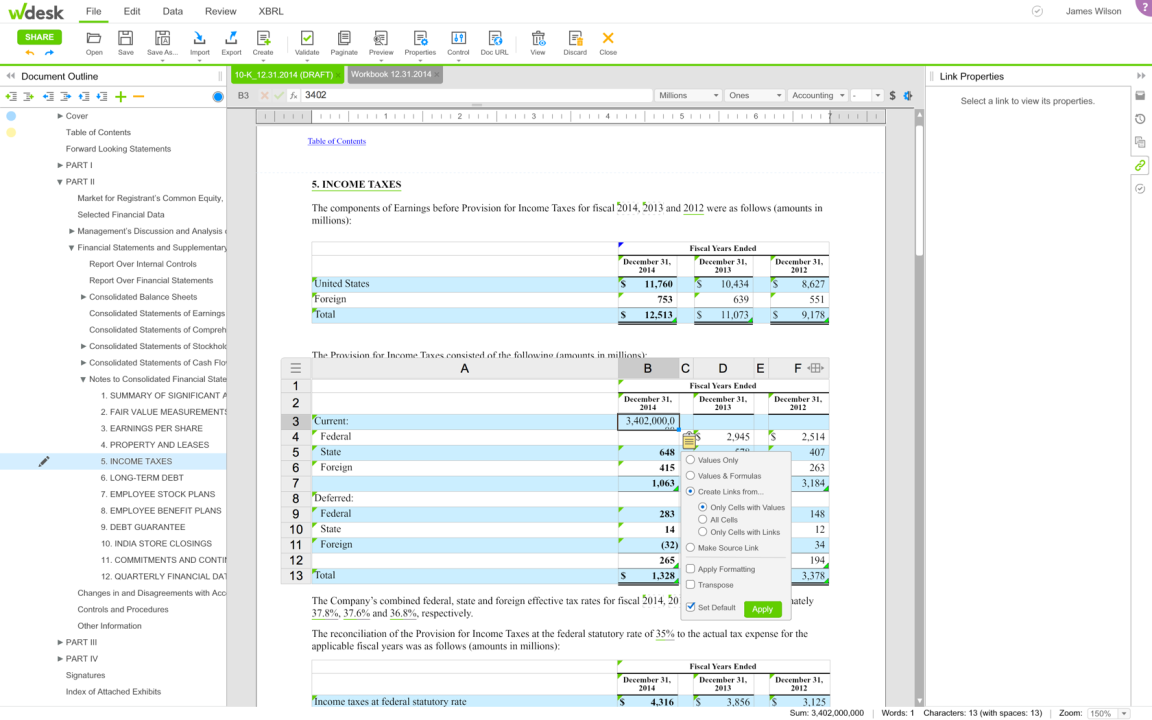 wdesk
File Edit Data Review XBRL
James Wilson ?
SHARE
Open Save Save As... Import Export Create Validate Paginate Preview Properties Control Doc URL View Discard Close
Document Outline
10-K_12.31.2014 (DRAFT) × Workbook 12.31.2014 ×
Link Properties
B3 fx 3402 Millions Ones Accounting - $
Select a link to view its properties.
1 2 3 4 5 6 7
Cover
Table of Contents
Forward Looking Statements
PART I
PART II
Market for Registrant's Common Equity,
Selected Financial Data
Management's Discussion and Analysis
Financial Statements and Supplementary
Report Over Internal Controls
Report Over Financial Statements
Consolidated Balance Sheets
Consolidated Statements of Earnings
Consolidated Statements of Compreh
Consolidated Statements of Stockhol
Consolidated Statements of Cash Flo
Notes to Consolidated Financial State
1. SUMMARY OF SIGNIFICANT A
2. FAIR VALUE MEASUREMENTS
3. EARNINGS PER SHARE
4. PROPERTY AND LEASES
5. INCOME TAXES
6. LONG-TERM DEBT
7. EMPLOYEE STOCK PLANS
8. EMPLOYEE BENEFIT PLANS
9. DEBT GUARANTEE
10. INDIA STORE CLOSINGS
11. COMMITMENTS AND CONTI
12. QUARTERLY FINANCIAL DAT
Changes in and Disagreements with Acc
Controls and Procedures
Other Information
PART III
PART IV
Signatures
Index of Attached Exhibits
Table of Contents
5. INCOME TAXES
The components of Earnings before Provision for Income Taxes for fiscal 2014, 2013 and 2012 were as follows (amounts in
millions):
Fiscal Years Ended
December 31, 2014 December 31, 2013 December 31, 2012
United States $ 11,760 $ 10,434 $ 8,627
Foreign 753 639 551
Total $ 12,513 $ 11,073 $ 9,178
The Provision for Income Taxes consisted of the following (amounts in millions):
A B C D E F
1 Fiscal Years Ended
2 December 31, 2014 December 31, 2013 December 31, 2012
3 Current: 3,402,000,0
4 Federal $ 2,945 $ 2,514
5 State 648 407
6 Foreign 415 263
7 1,063 3,184
8 Deferred:
9 Federal 283 148
10 State 14 12
11 Foreign (32) 34
12 265 194
13 Total $ 1,328 3,378
Values Only
Values & Formulas
Create Links from...
Only Cells with Values
All Cells
Only Cells with Links
Make Source Link
Apply Formatting
Transpose
Set Default Apply
The Company's combined federal, state and foreign effective tax rates for fiscal 2014, 20
37.8%, 37.6% and 36.8%, respectively.
The reconciliation of the Provision for Income Taxes at the federal statutory rate of 35% to the actual tax expense for the
applicable fiscal years was as follows (amounts in millions):
Fiscal Years Ended
December 31, 2014 December 31, 2013 December 31, 2012
Income taxes at federal statutory rate $ 4,316 $ 3,856 $ 3,125
Sum: 3,402,000,000 Words: 1 Characters: 13 (with spaces: 13) Zoom: 150%